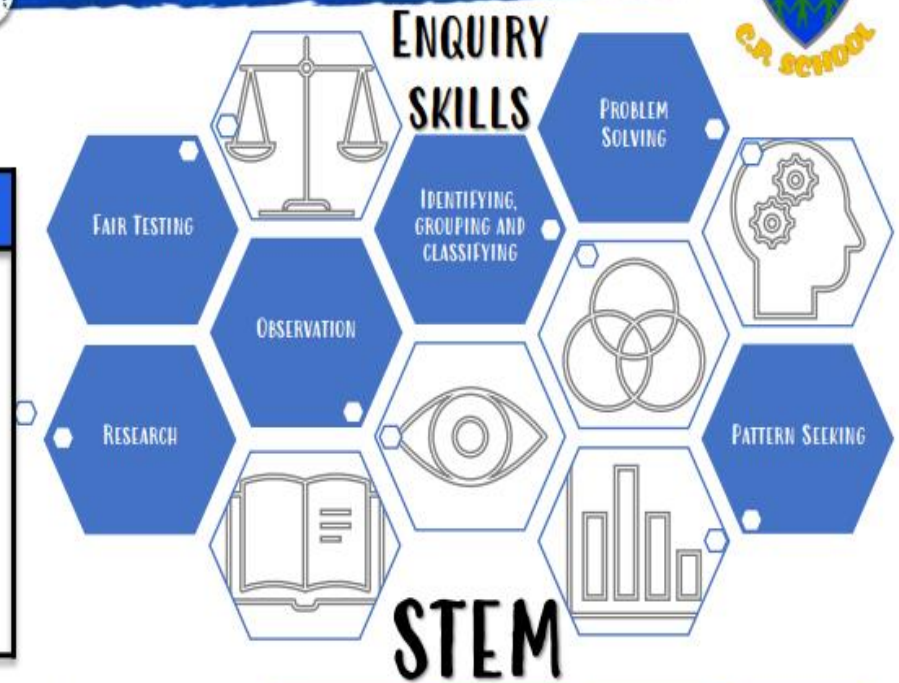 ENQUIRY
SKILLS
C.P. SCHOOL
PROBLEM
SOLVING
FAIR TESTING
IDENTIFYING,
GROUPING AND
CLASSIFYING
OBSERVATION
RESEARCH
PATTERN SEEKING
STEM